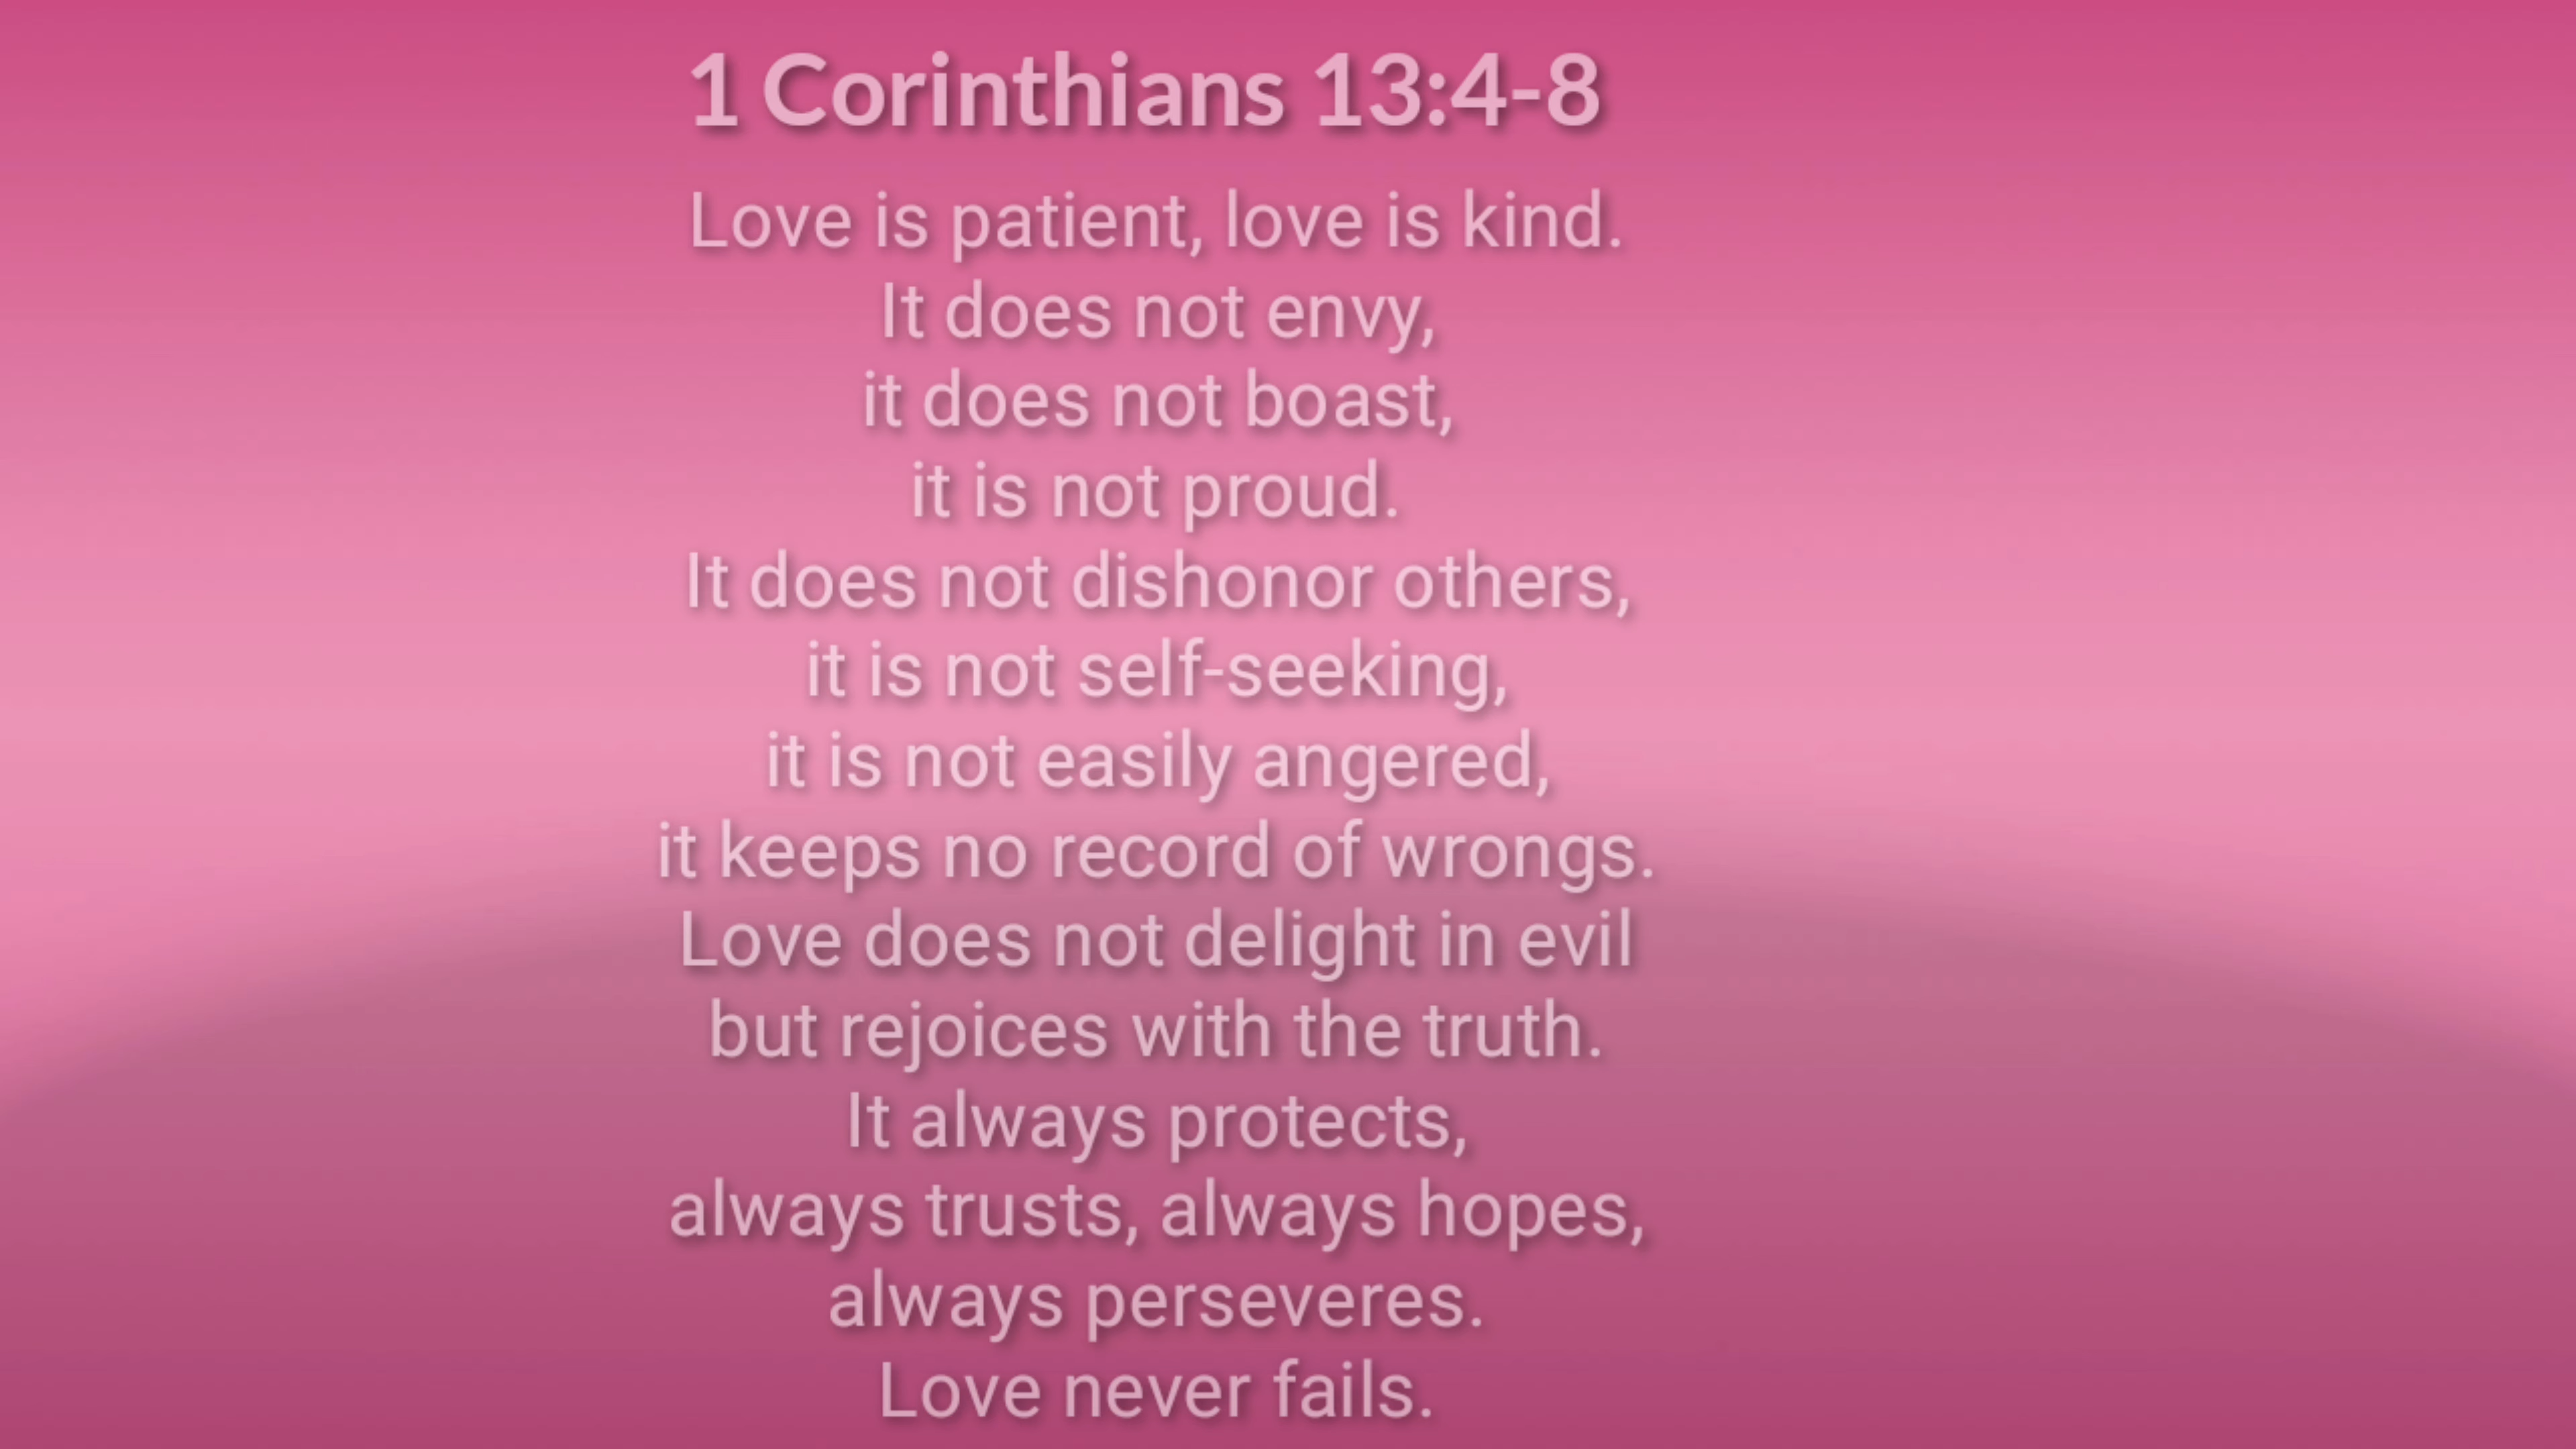 1 Corinthians 13:4-8
Love is patient, love is kind.
It does not envy,
it does not boast,
it is not proud.
It does not dishonor others,
it is not self-seeking,
it is not easily angered,
it keeps no record of wrongs.
Love does not delight in evil
but rejoices with the truth.
It always protects,
always trusts, always hopes,
always perseveres.
Love never fails.